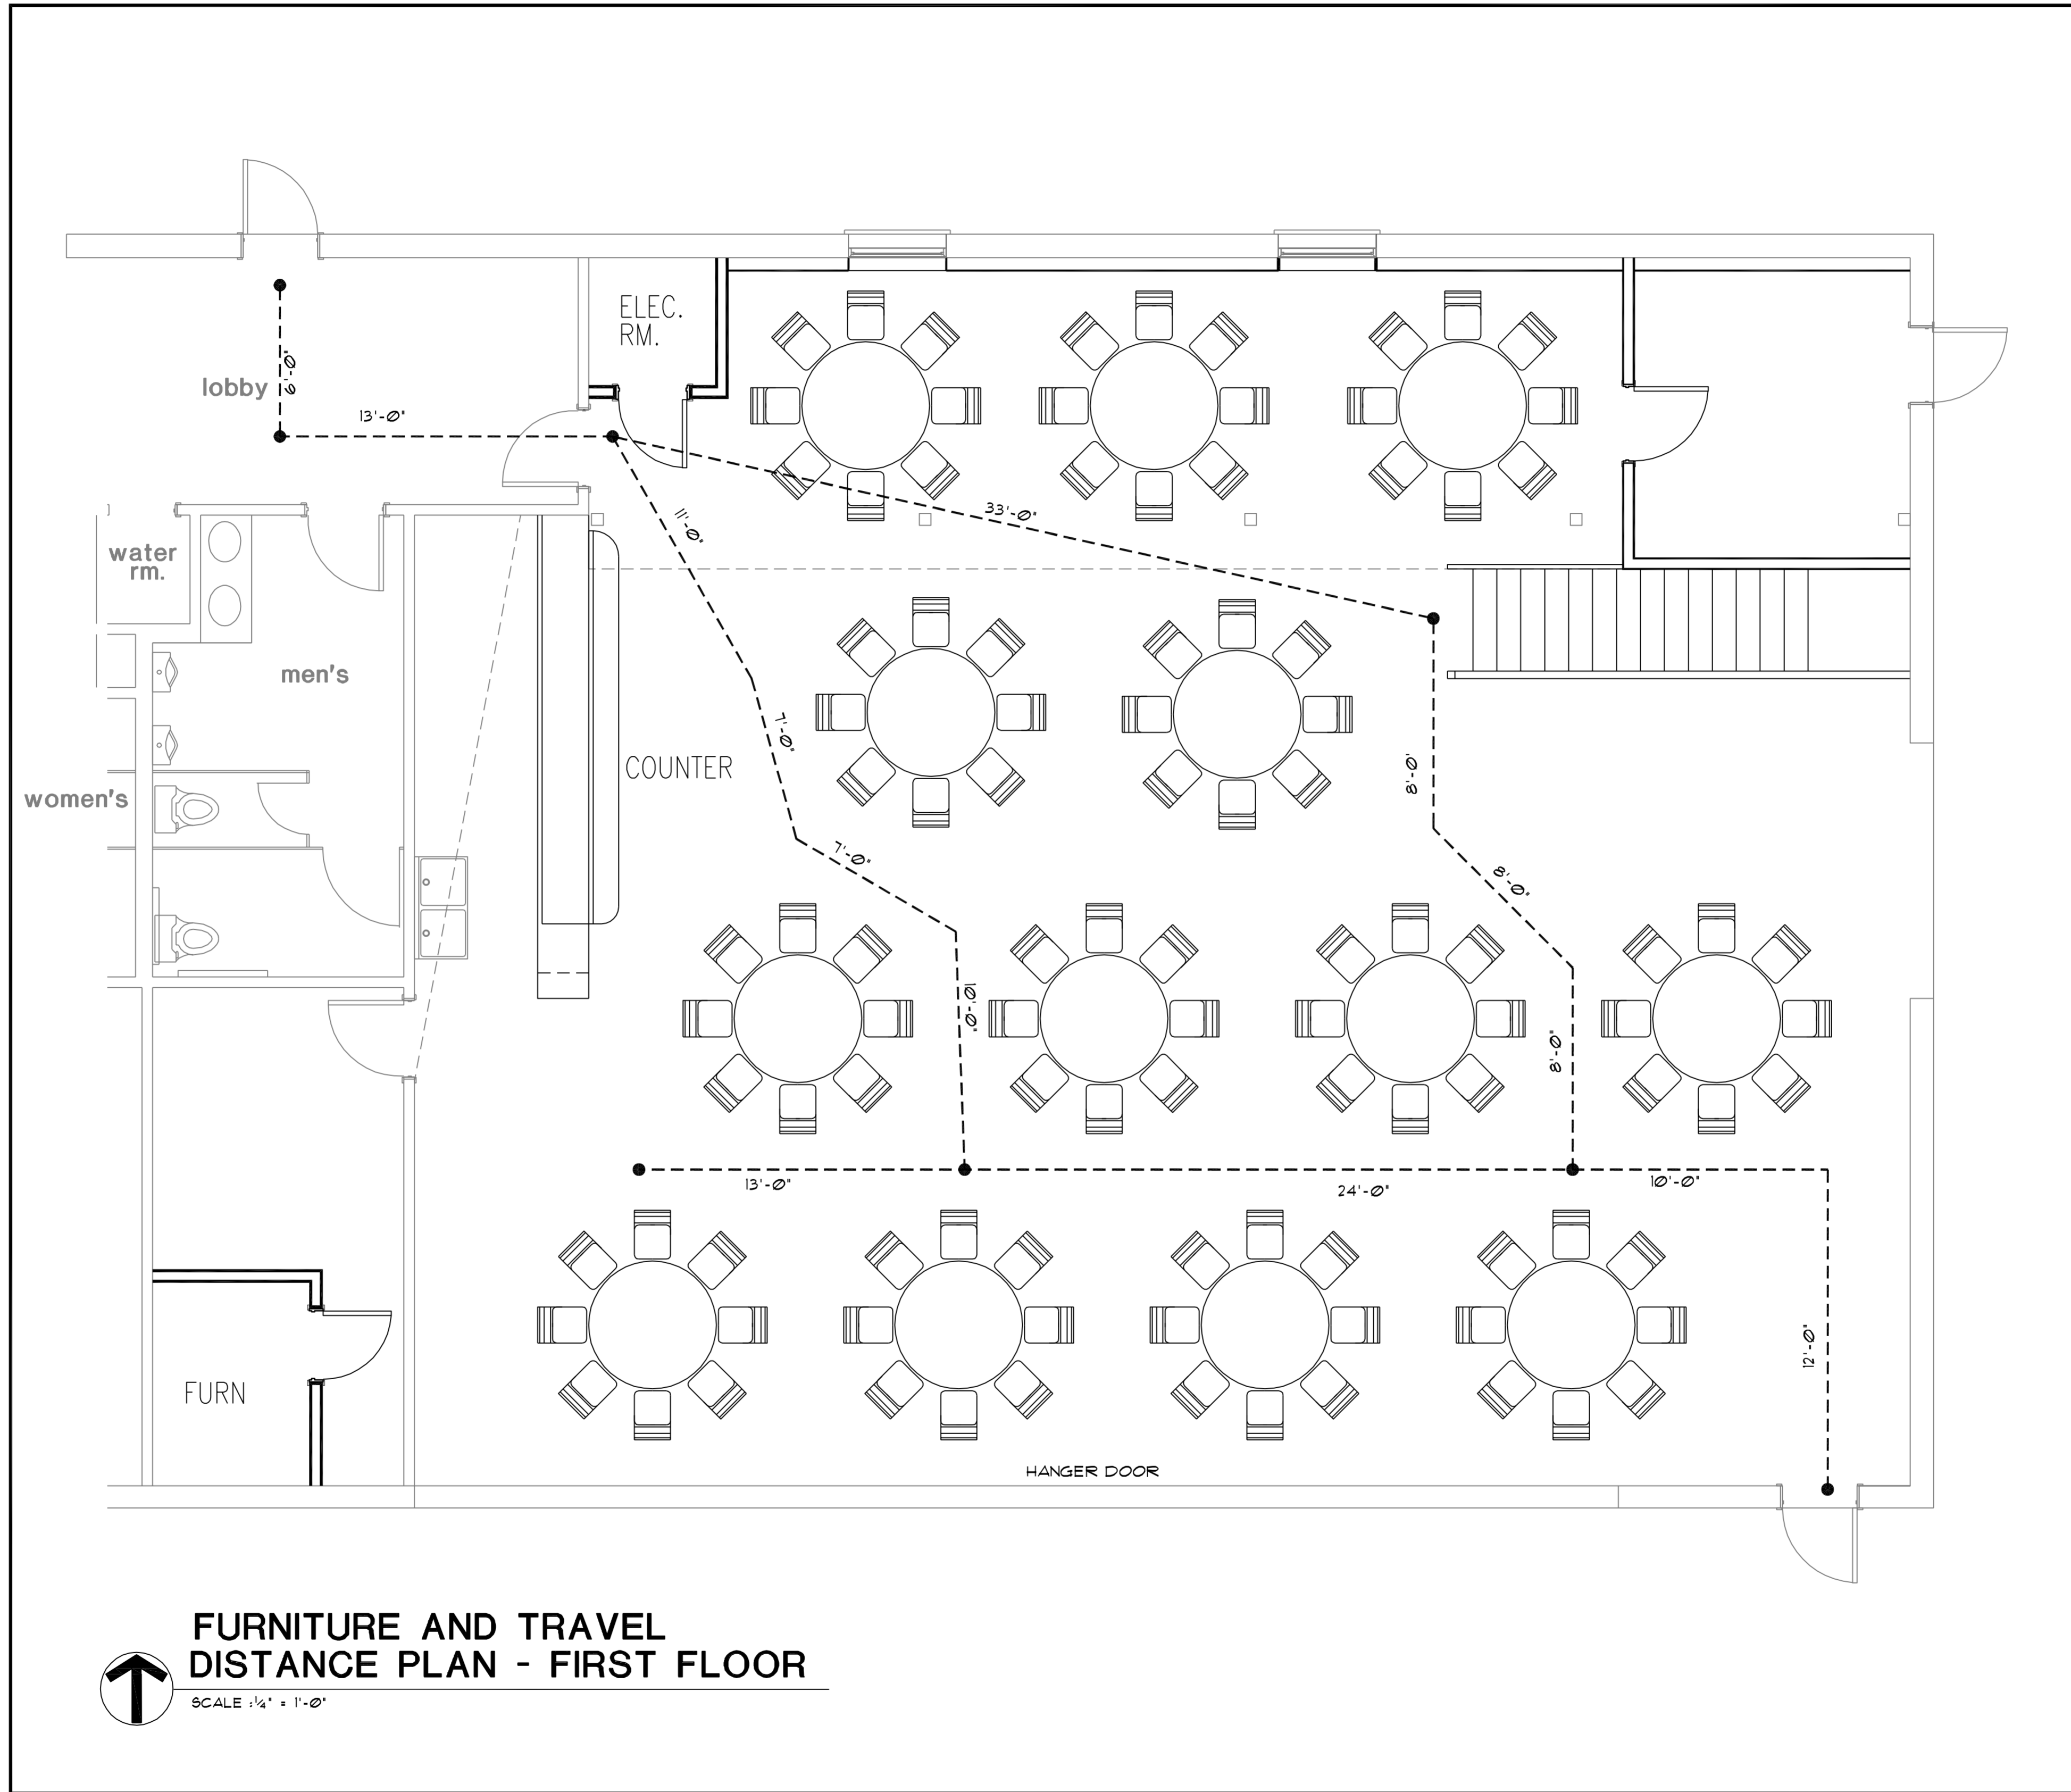 ELEC.
RM.
lobby
6'-0"
13'-0"
33'-0"
11'-0"
water
rm.
men's
7'-0"
COUNTER
8'-0'
women's
7'-0"
8'-0"
10'-0"
8'-0"
13'-0"
24'-0"
10'-0"
12'-0"
FURN
HANGER DOOR
FURNITURE AND TRAVEL
DISTANCE PLAN - FIRST FLOOR
SCALE :1/4" = 1'-0"